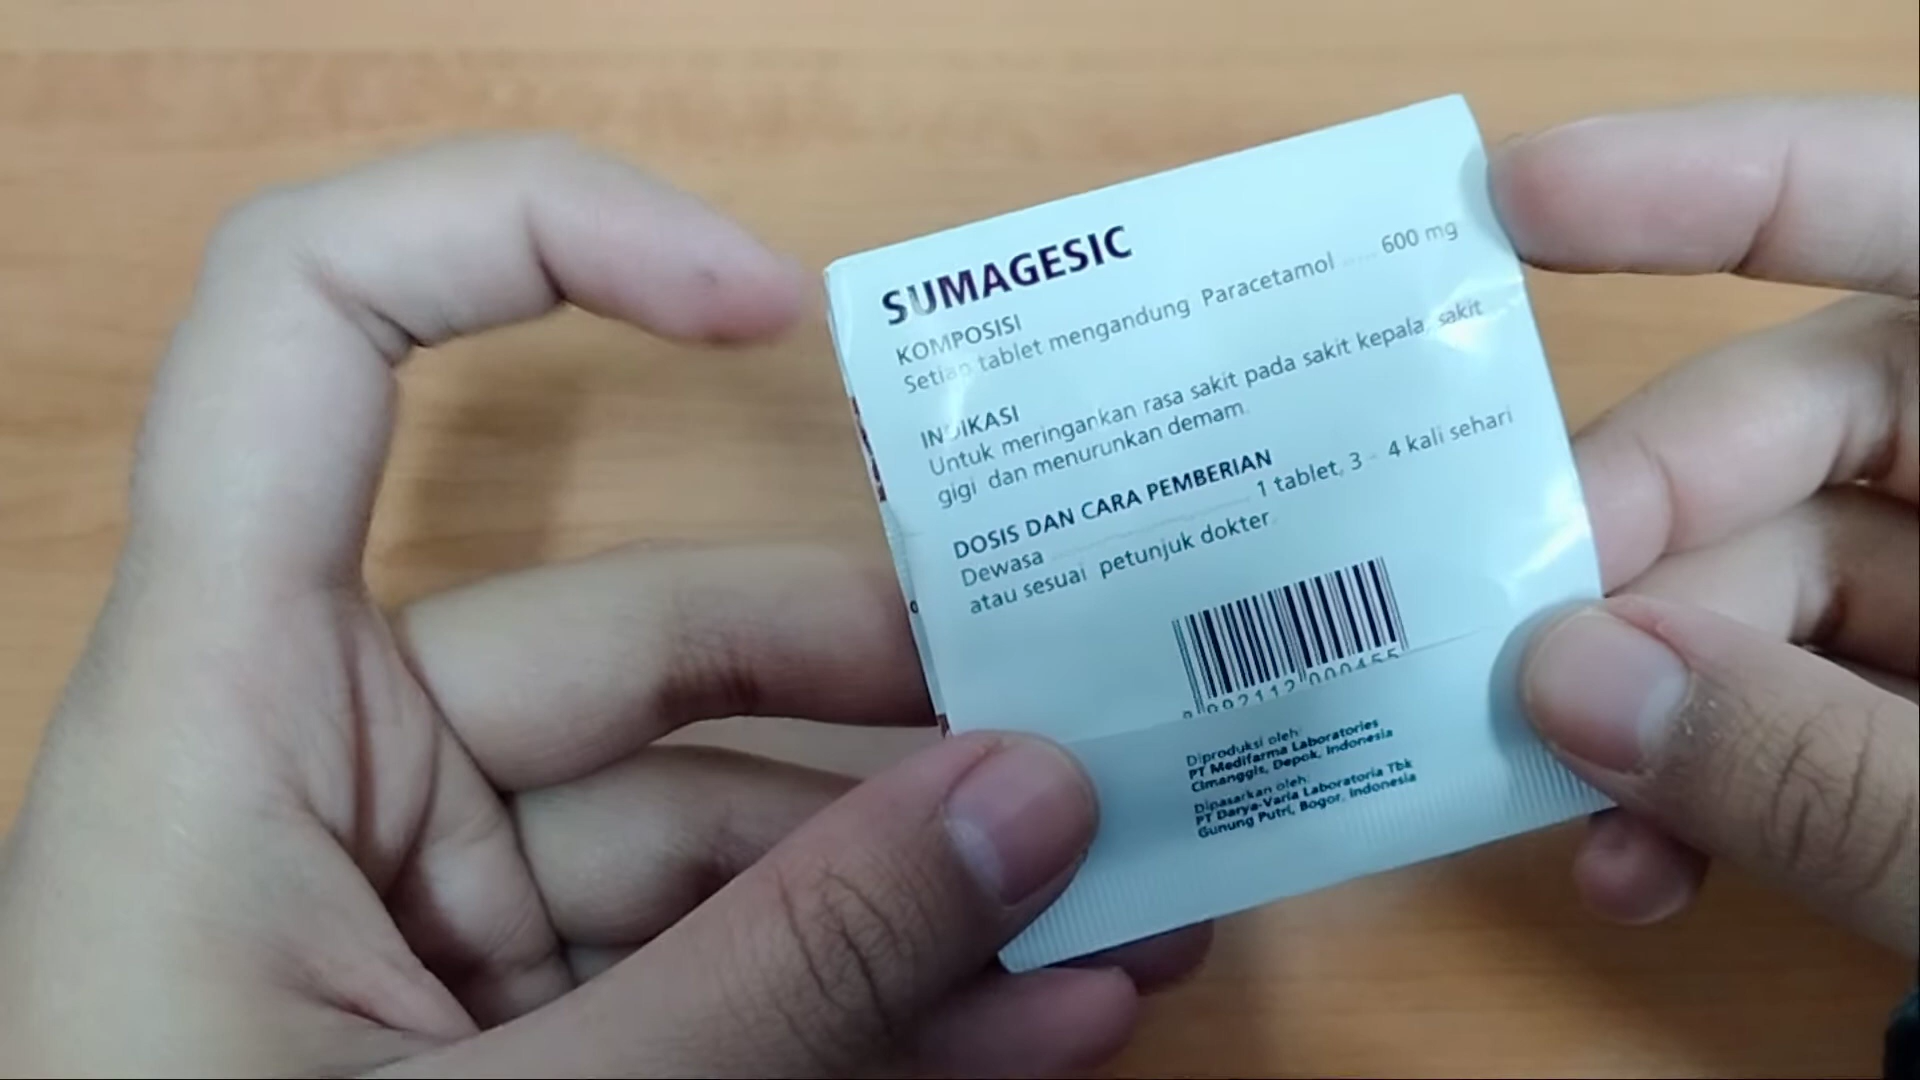 SUMAGESIC
KOMPOSISI
Setiap tablet mengandung Paracetamol ..... 600 mg
INDIKASI
Untuk meringankan rasa sakit pada sakit kepala, sakit
gigi dan menurunkan demam.
DOSIS DAN CARA PEMBERIAN
Dewasa ..................... 1 tablet, 3 - 4 kali sehari
atau sesuai petunjuk dokter.
992112 000455
Diproduksi oleh:
PT Medifarma Laboratories
Cimanggis, Depok, Indonesia
Dipasarkan oleh:
PT Darya-Varia Laboratoria Tbk
Gunung Putri, Bogor, Indonesia